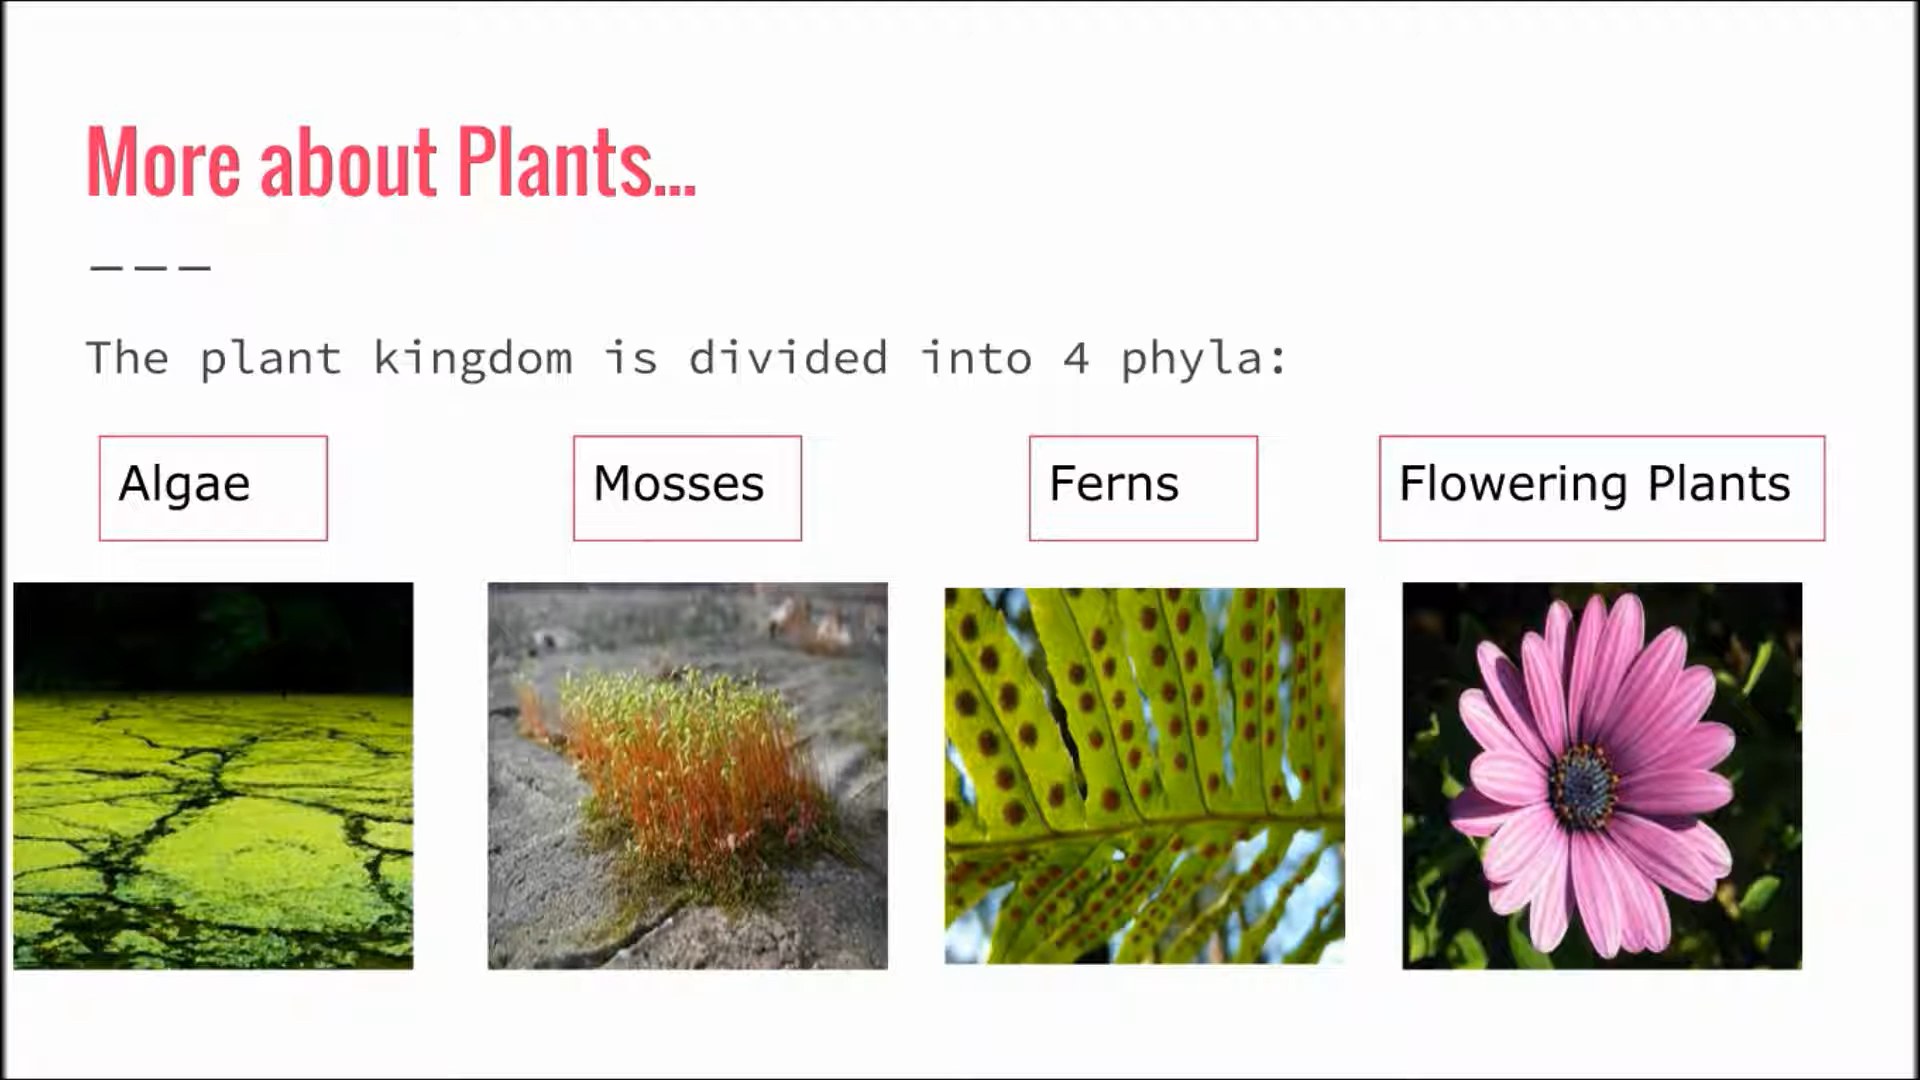 More about Plants...
The plant kingdom is divided into 4 phyla:
Algae
Mosses
Ferns
Flowering Plants